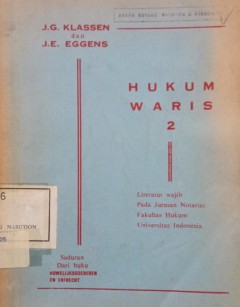 J.G. KLASSEN
dan
J.E. EGGENS
HUKUM
WARIS
2
Literatur wajib
Pada Jurusan Notariat
Fakultas Hukum
Universitas Indonesia
Saduran
Dari buku
HUWELIJKSGOEDEREN
EN ERFRECHT